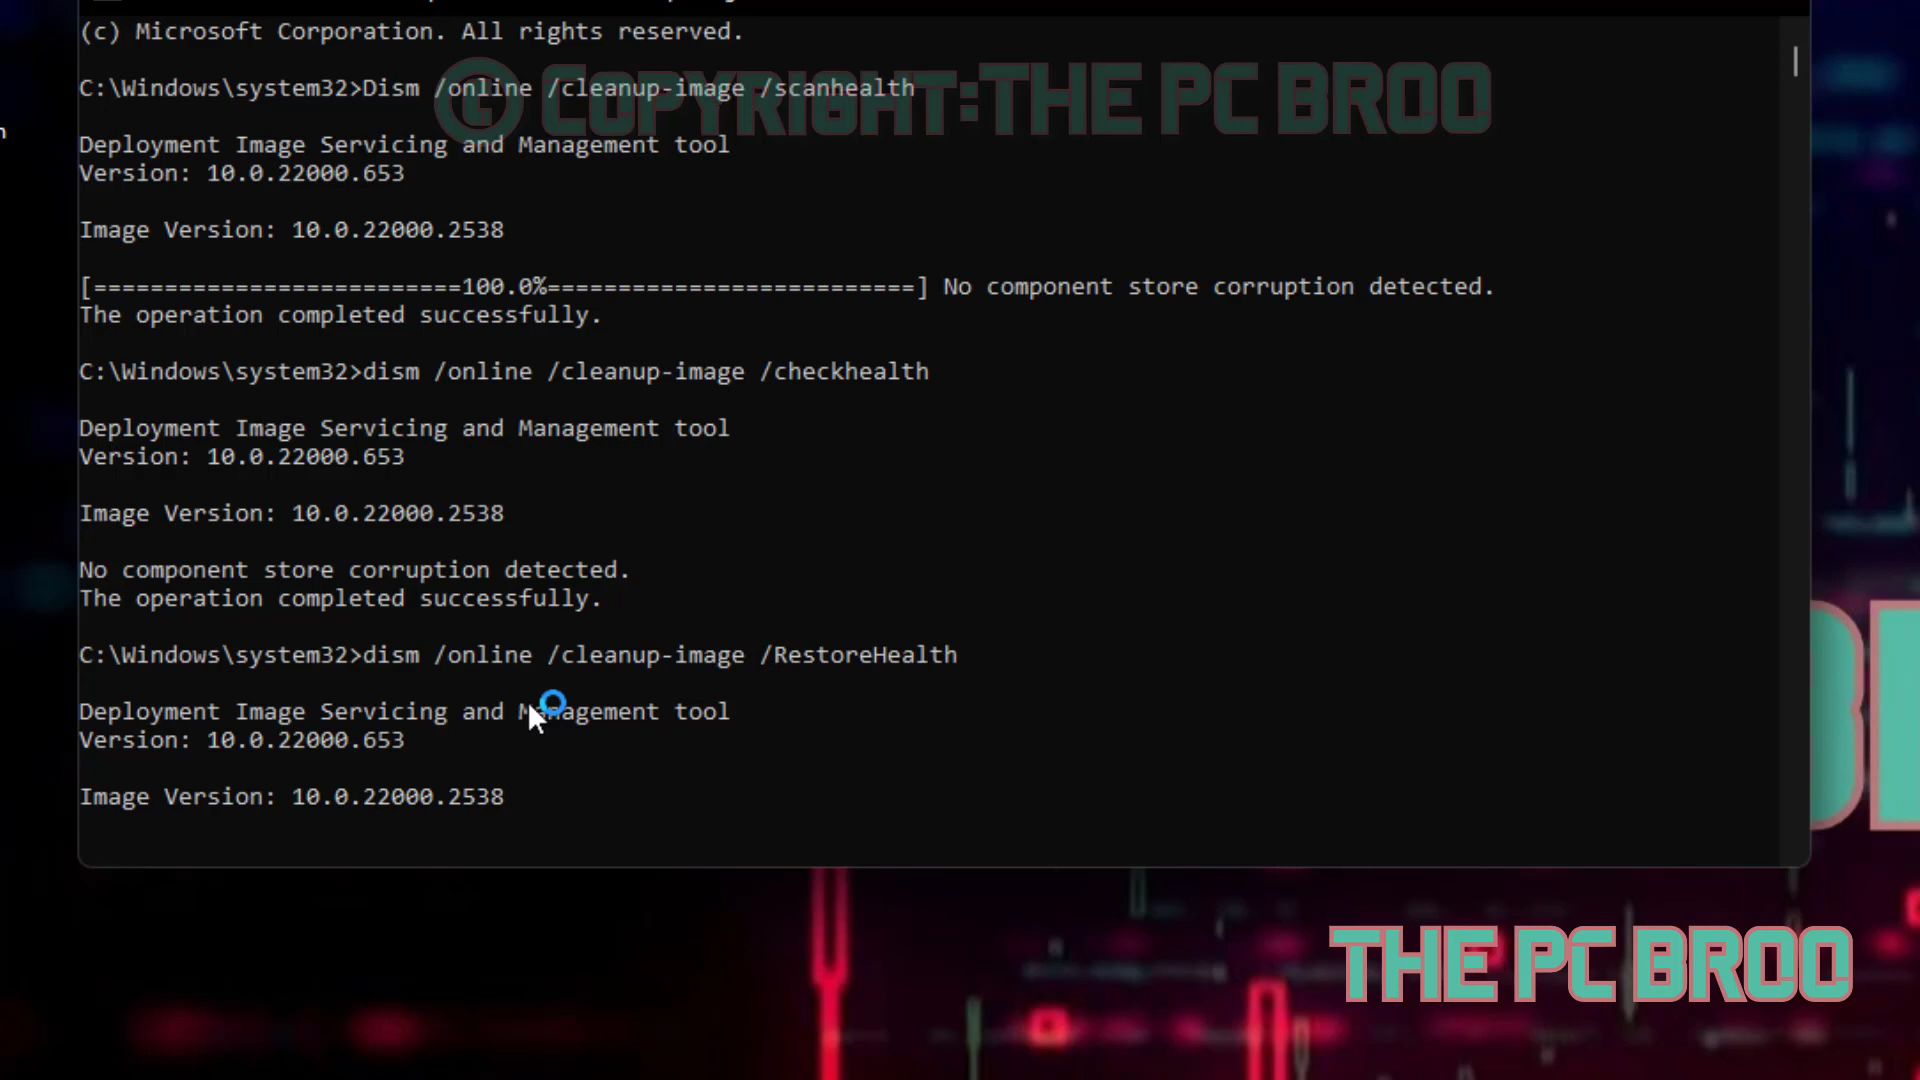 (c) Microsoft Corporation. All rights reserved.
C:\Windows\system32>Dism /online /cleanup-image /scanhealth
© COPYRIGHT:THE PC BROO
Deployment Image Servicing and Management tool
Version: 10.0.22000.653
Image Version: 10.0.22000.2538
[==========================100.0%==========================] No component store corruption detected.
The operation completed successfully.
C:\Windows\system32>dism /online /cleanup-image /checkhealth
Deployment Image Servicing and Management tool
Version: 10.0.22000.653
Image Version: 10.0.22000.2538
No component store corruption detected.
The operation completed successfully.
C:\Windows\system32>dism /online /cleanup-image /RestoreHealth
Deployment Image Servicing and Management tool
Version: 10.0.22000.653
Image Version: 10.0.22000.2538
THE PC BROO